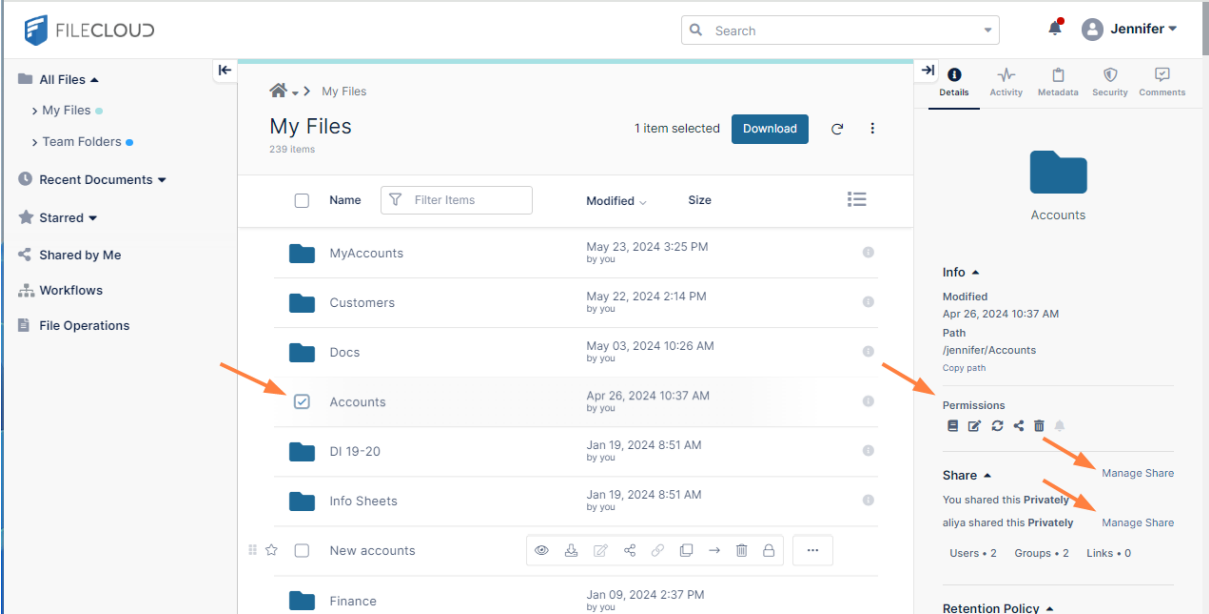 FILECLOUD
Search
Jennifer
All Files
My Files
Team Folders
Recent Documents
Starred
Shared by Me
Workflows
File Operations
My Files
My Files
239 items
1 item selected
Download
Name
Filter Items
Modified
Size
MyAccounts
May 23, 2024 3:25 PM
by you
Customers
May 22, 2024 2:14 PM
by you
Docs
May 03, 2024 10:26 AM
by you
Accounts
Apr 26, 2024 10:37 AM
by you
DI 19-20
Jan 19, 2024 8:51 AM
by you
Info Sheets
Jan 19, 2024 8:51 AM
by you
New accounts
Finance
Jan 09, 2024 2:37 PM
by you
Details
Activity
Metadata
Security
Comments
Accounts
Info
Modified
Apr 26, 2024 10:37 AM
Path
/jennifer/Accounts
Copy path
Permissions
Share
Manage Share
You shared this Privately
aliya shared this Privately
Manage Share
Users • 2 Groups • 2 Links • 0
Retention Policy